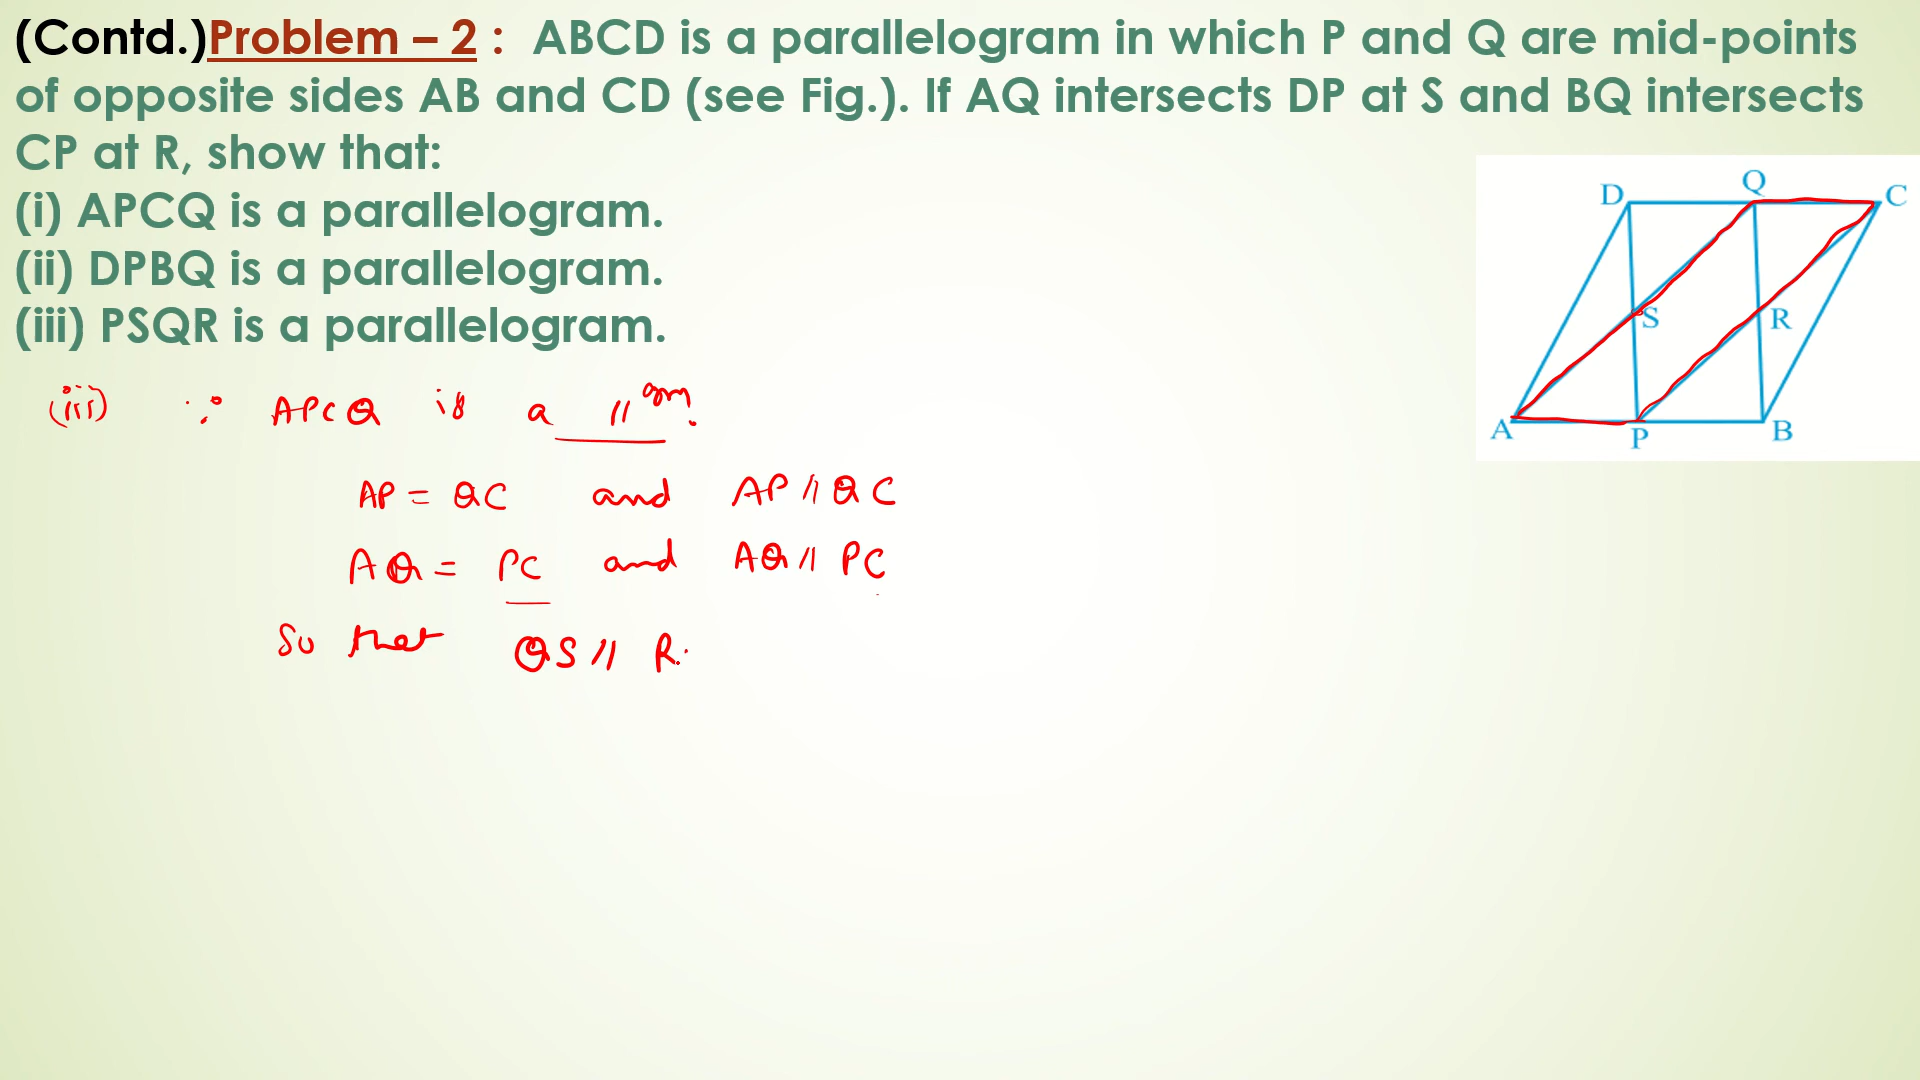 (Contd.)Problem – 2 : ABCD is a parallelogram in which P and Q are mid-points
of opposite sides AB and CD (see Fig.). If AQ intersects DP at S and BQ intersects
CP at R, show that:
(i) APCQ is a parallelogram.
(ii) DPBQ is a parallelogram.
(iii) PSQR is a parallelogram.
D Q C
S R
A P B
(iii) ∵ APCQ is a ||gm.
AP = QC and AP || QC
AQ = PC and AQ || PC
So that QS || R